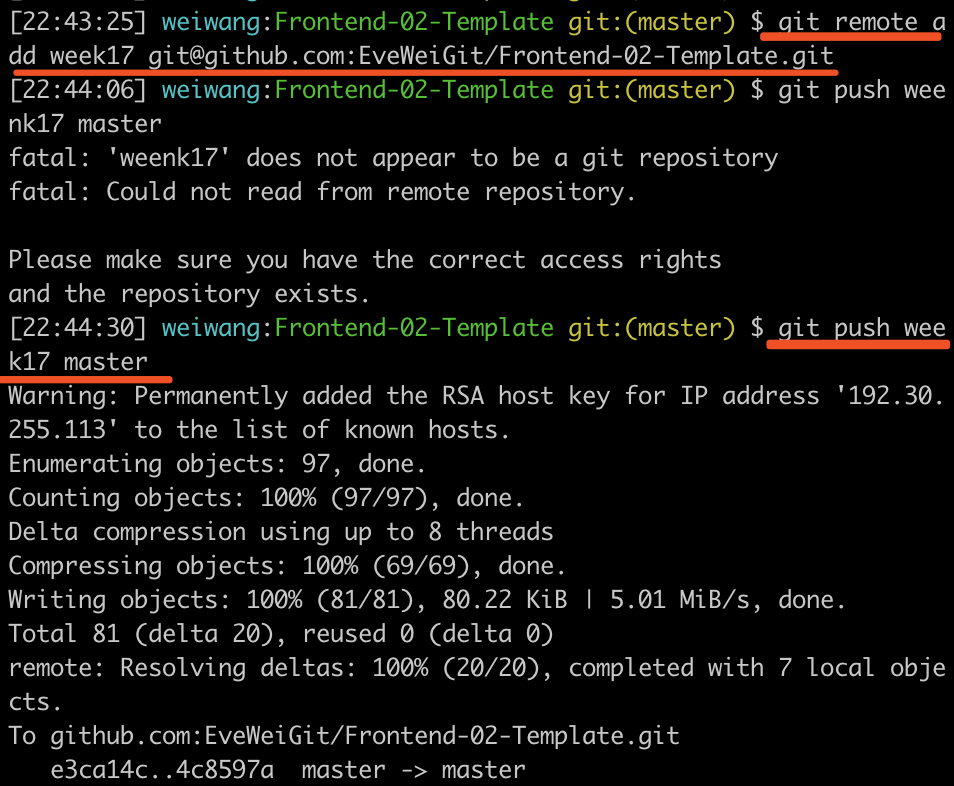 [22:43:25] weiwang:Frontend-02-Template git:(master) $ git remote a
dd week17 git@github.com:EveWeiGit/Frontend-02-Template.git
[22:44:06] weiwang:Frontend-02-Template git:(master) $ git push wee
nk17 master
fatal: 'weenk17' does not appear to be a git repository
fatal: Could not read from remote repository.

Please make sure you have the correct access rights
and the repository exists.
[22:44:30] weiwang:Frontend-02-Template git:(master) $ git push wee
k17 master
Warning: Permanently added the RSA host key for IP address '192.30.
255.113' to the list of known hosts.
Enumerating objects: 97, done.
Counting objects: 100% (97/97), done.
Delta compression using up to 8 threads
Compressing objects: 100% (69/69), done.
Writing objects: 100% (81/81), 80.22 KiB | 5.01 MiB/s, done.
Total 81 (delta 20), reused 0 (delta 0)
remote: Resolving deltas: 100% (20/20), completed with 7 local obje
cts.
To github.com:EveWeiGit/Frontend-02-Template.git
   e3ca14c..4c8597a  master -> master